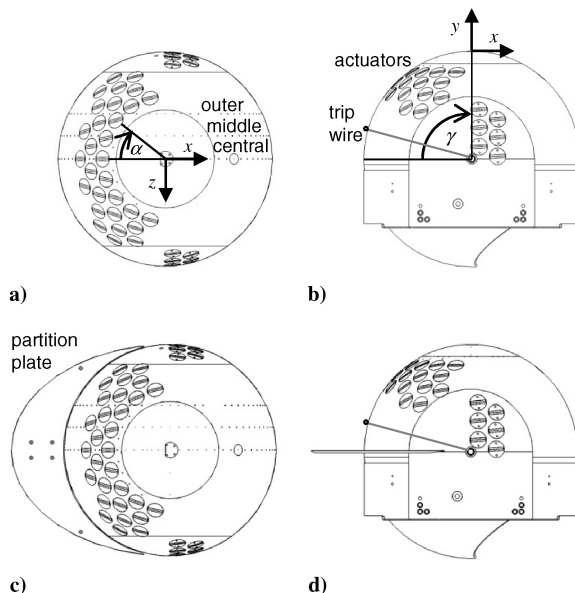 outer
middle
central
α
x
z
a)
y
x
actuators
trip
wire
γ
b)
partition
plate
c)
d)